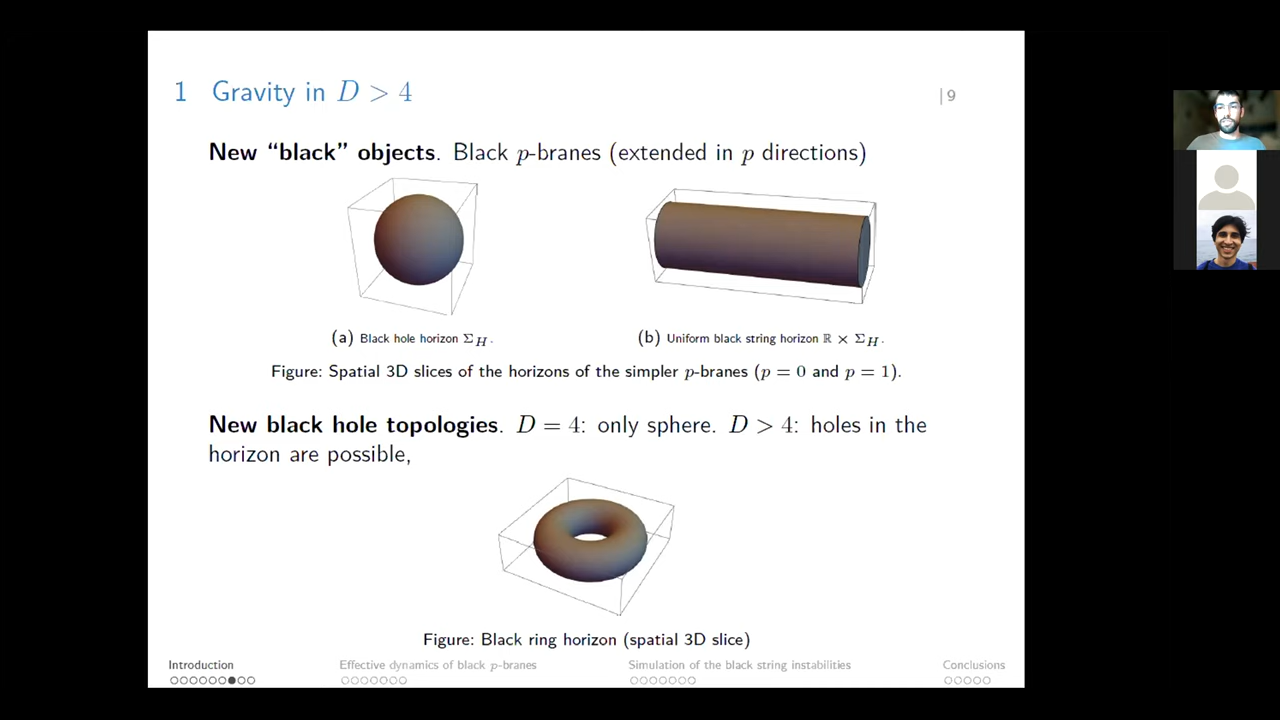 1 Gravity in D > 4
| 9
New “black” objects. Black p-branes (extended in p directions)
(a) Black hole horizon Σ_H.
(b) Uniform black string horizon ℝ × Σ_H.
Figure: Spatial 3D slices of the horizons of the simpler p-branes (p = 0 and p = 1).
New black hole topologies. D = 4: only sphere. D > 4: holes in the
horizon are possible,
Figure: Black ring horizon (spatial 3D slice)
Introduction
Effective dynamics of black p-branes
Simulation of the black string instabilities
Conclusions